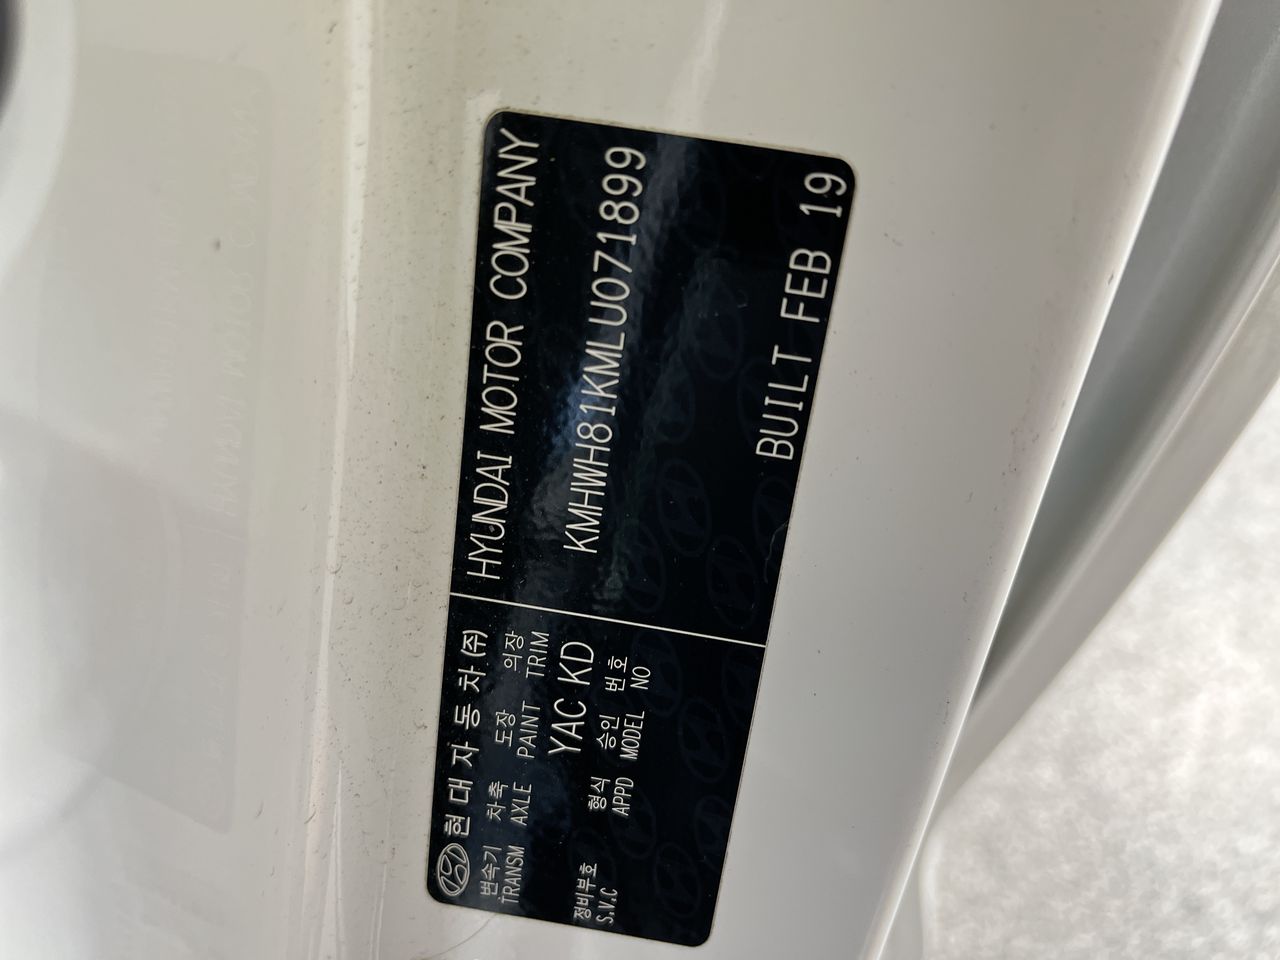 HYUNDAI MOTOR COMPANY
KMHWH81KMLU071899
BUILT FEB 19
현대자동차(주)
변속기 차축 도장 의장
TRANSM AXLE PAINT TRIM
YAC KD
정비부호 형식 승인 번호
S.V.C APPD MODEL NO